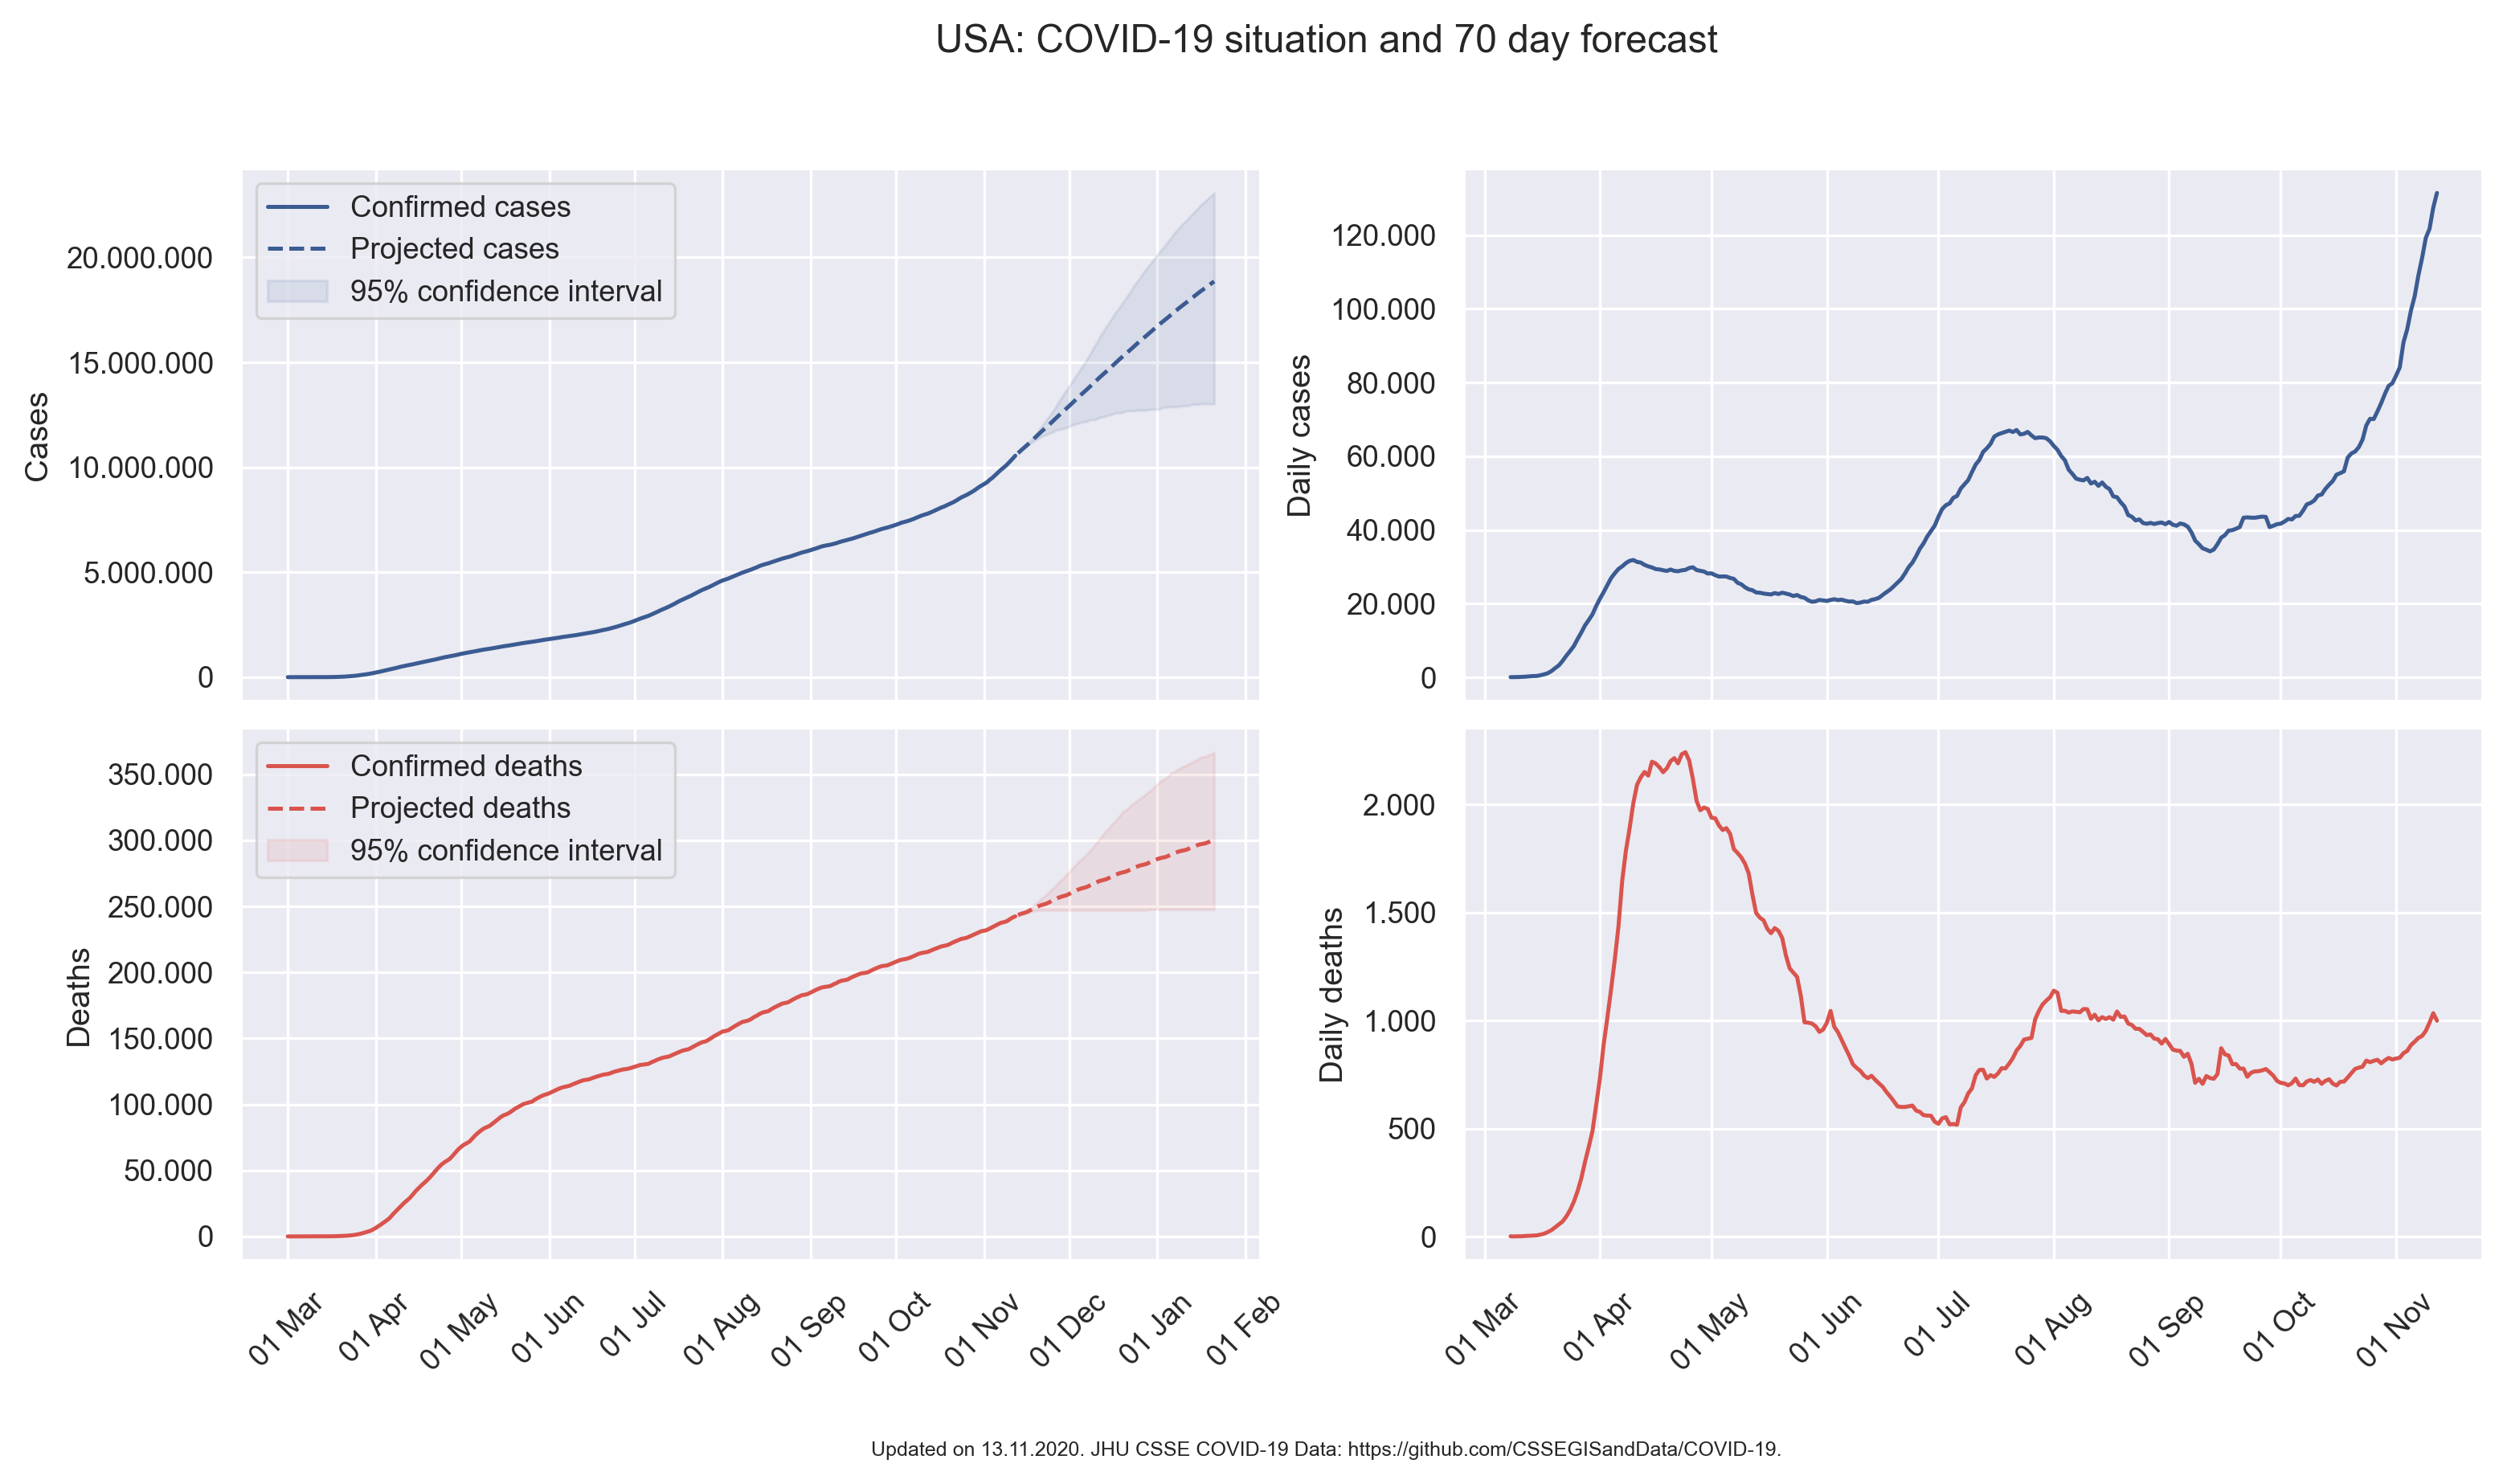 USA: COVID-19 situation and 70 day forecast
Confirmed cases
Projected cases
95% confidence interval
Cases
20.000.000
15.000.000
10.000.000
5.000.000
0
Daily cases
120.000
100.000
80.000
60.000
40.000
20.000
0
Confirmed deaths
Projected deaths
95% confidence interval
Deaths
350.000
300.000
250.000
200.000
150.000
100.000
50.000
0
01 Mar
01 Apr
01 May
01 Jun
01 Jul
01 Aug
01 Sep
01 Oct
01 Nov
01 Dec
01 Jan
01 Feb
Daily deaths
2.000
1.500
1.000
500
0
01 Mar
01 Apr
01 May
01 Jun
01 Jul
01 Aug
01 Sep
01 Oct
01 Nov
Updated on 13.11.2020. JHU CSSE COVID-19 Data: https://github.com/CSSEGISandData/COVID-19.